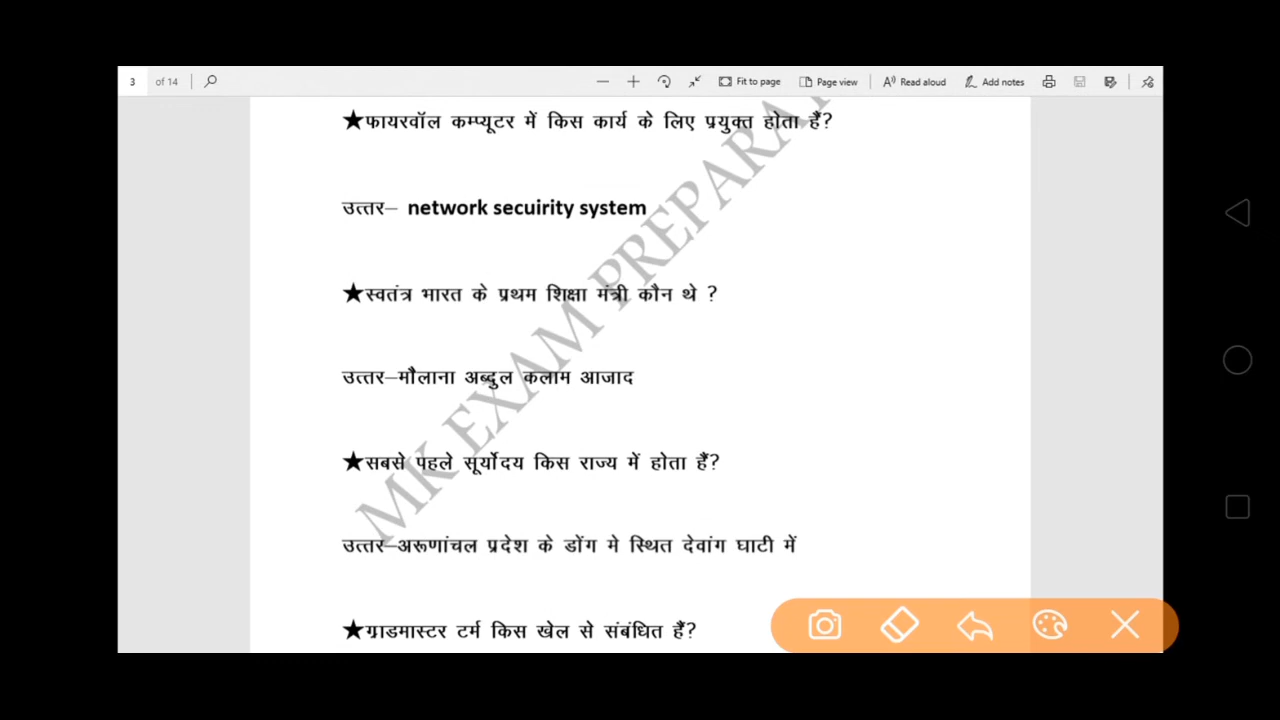 3 of 14 Fit to page Page view Read aloud Add notes
★फायरवॉल कम्प्यूटर में किस कार्य के लिए प्रयुक्त होता हैं?
उत्तर– network secuirity system
★स्वतंत्र भारत के प्रथम शिक्षा मंत्री कौन थे ?
उत्तर–मौलाना अब्दुल कलाम आजाद
★सबसे पहले सूर्योदय किस राज्य में होता हैं?
उत्तर–अरूणांचल प्रदेश के डोंग मे स्थित देवांग घाटी में
★ग्राडमास्टर टर्म किस खेल से संबंधित हैं?
MK EXAM PREPARAT